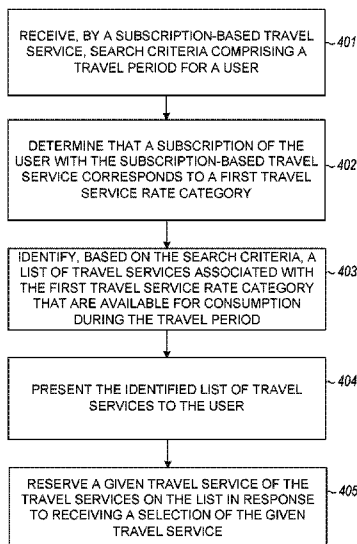 RECEIVE, BY A SUBSCRIPTION-BASED TRAVEL
SERVICE, SEARCH CRITERIA COMPRISING A
TRAVEL PERIOD FOR A USER
401
DETERMINE THAT A SUBSCRIPTION OF THE
USER WITH THE SUBSCRIPTION-BASED TRAVEL
SERVICE CORRESPONDS TO A FIRST TRAVEL
SERVICE RATE CATEGORY
402
IDENTIFY, BASED ON THE SEARCH CRITERIA, A
LIST OF TRAVEL SERVICES ASSOCIATED WITH
THE FIRST TRAVEL SERVICE RATE CATEGORY
THAT ARE AVAILABLE FOR CONSUMPTION
DURING THE TRAVEL PERIOD
403
PRESENT THE IDENTIFIED LIST OF TRAVEL
SERVICES TO THE USER
404
RESERVE A GIVEN TRAVEL SERVICE OF THE
TRAVEL SERVICES ON THE LIST IN RESPONSE
TO RECEIVING A SELECTION OF THE GIVEN
TRAVEL SERVICE
405